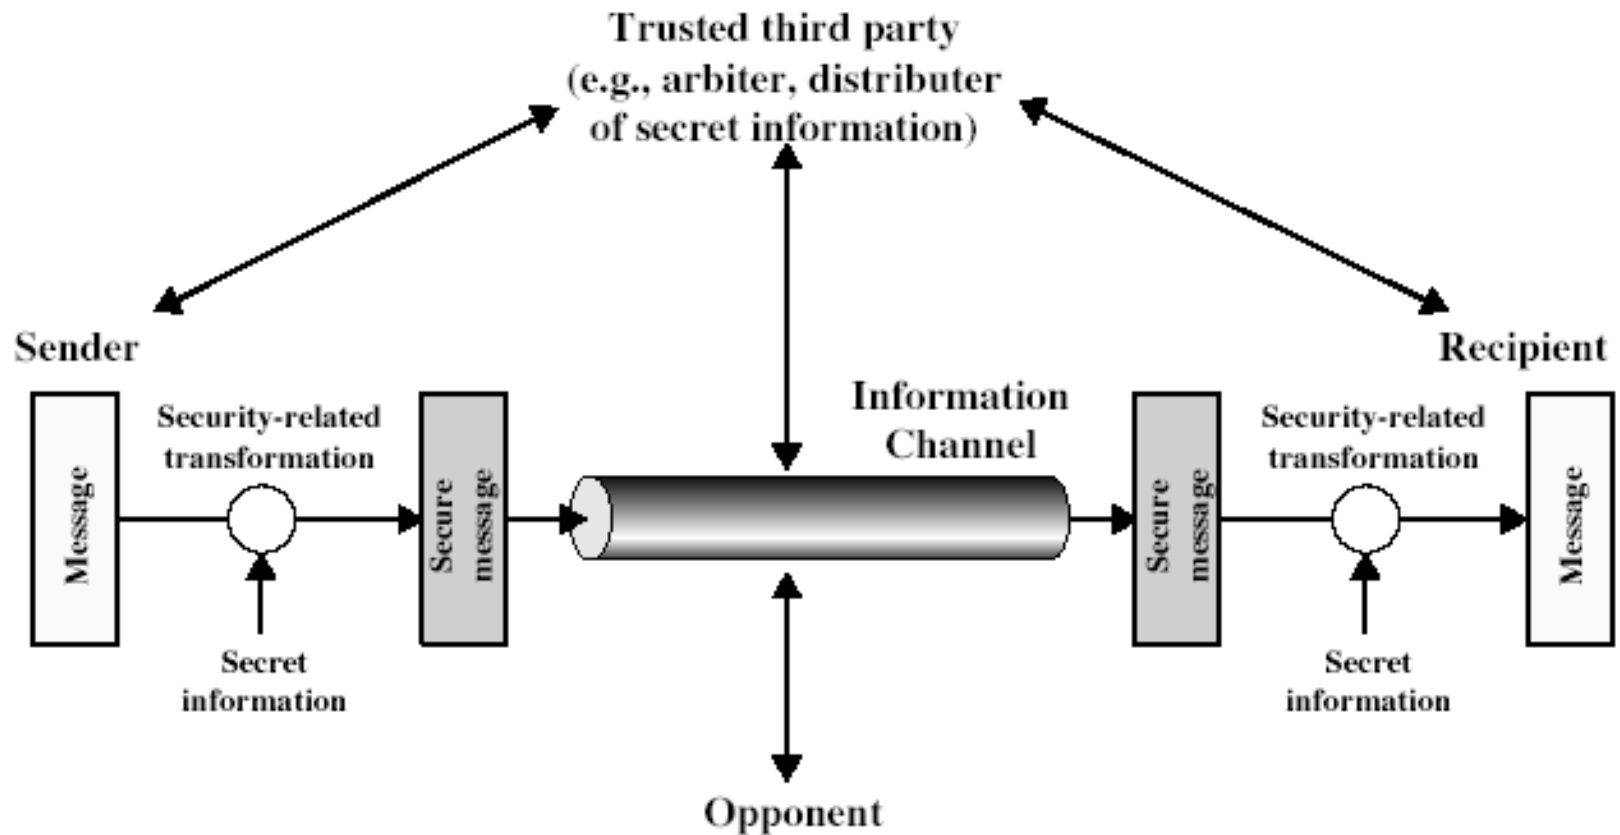 Trusted third party
(e.g., arbiter, distributer
of secret information)
Sender
Recipient
Information
Channel
Security-related
transformation
Security-related
transformation
Message
Secure
message
Secure
message
Message
Secret
information
Secret
information
Opponent